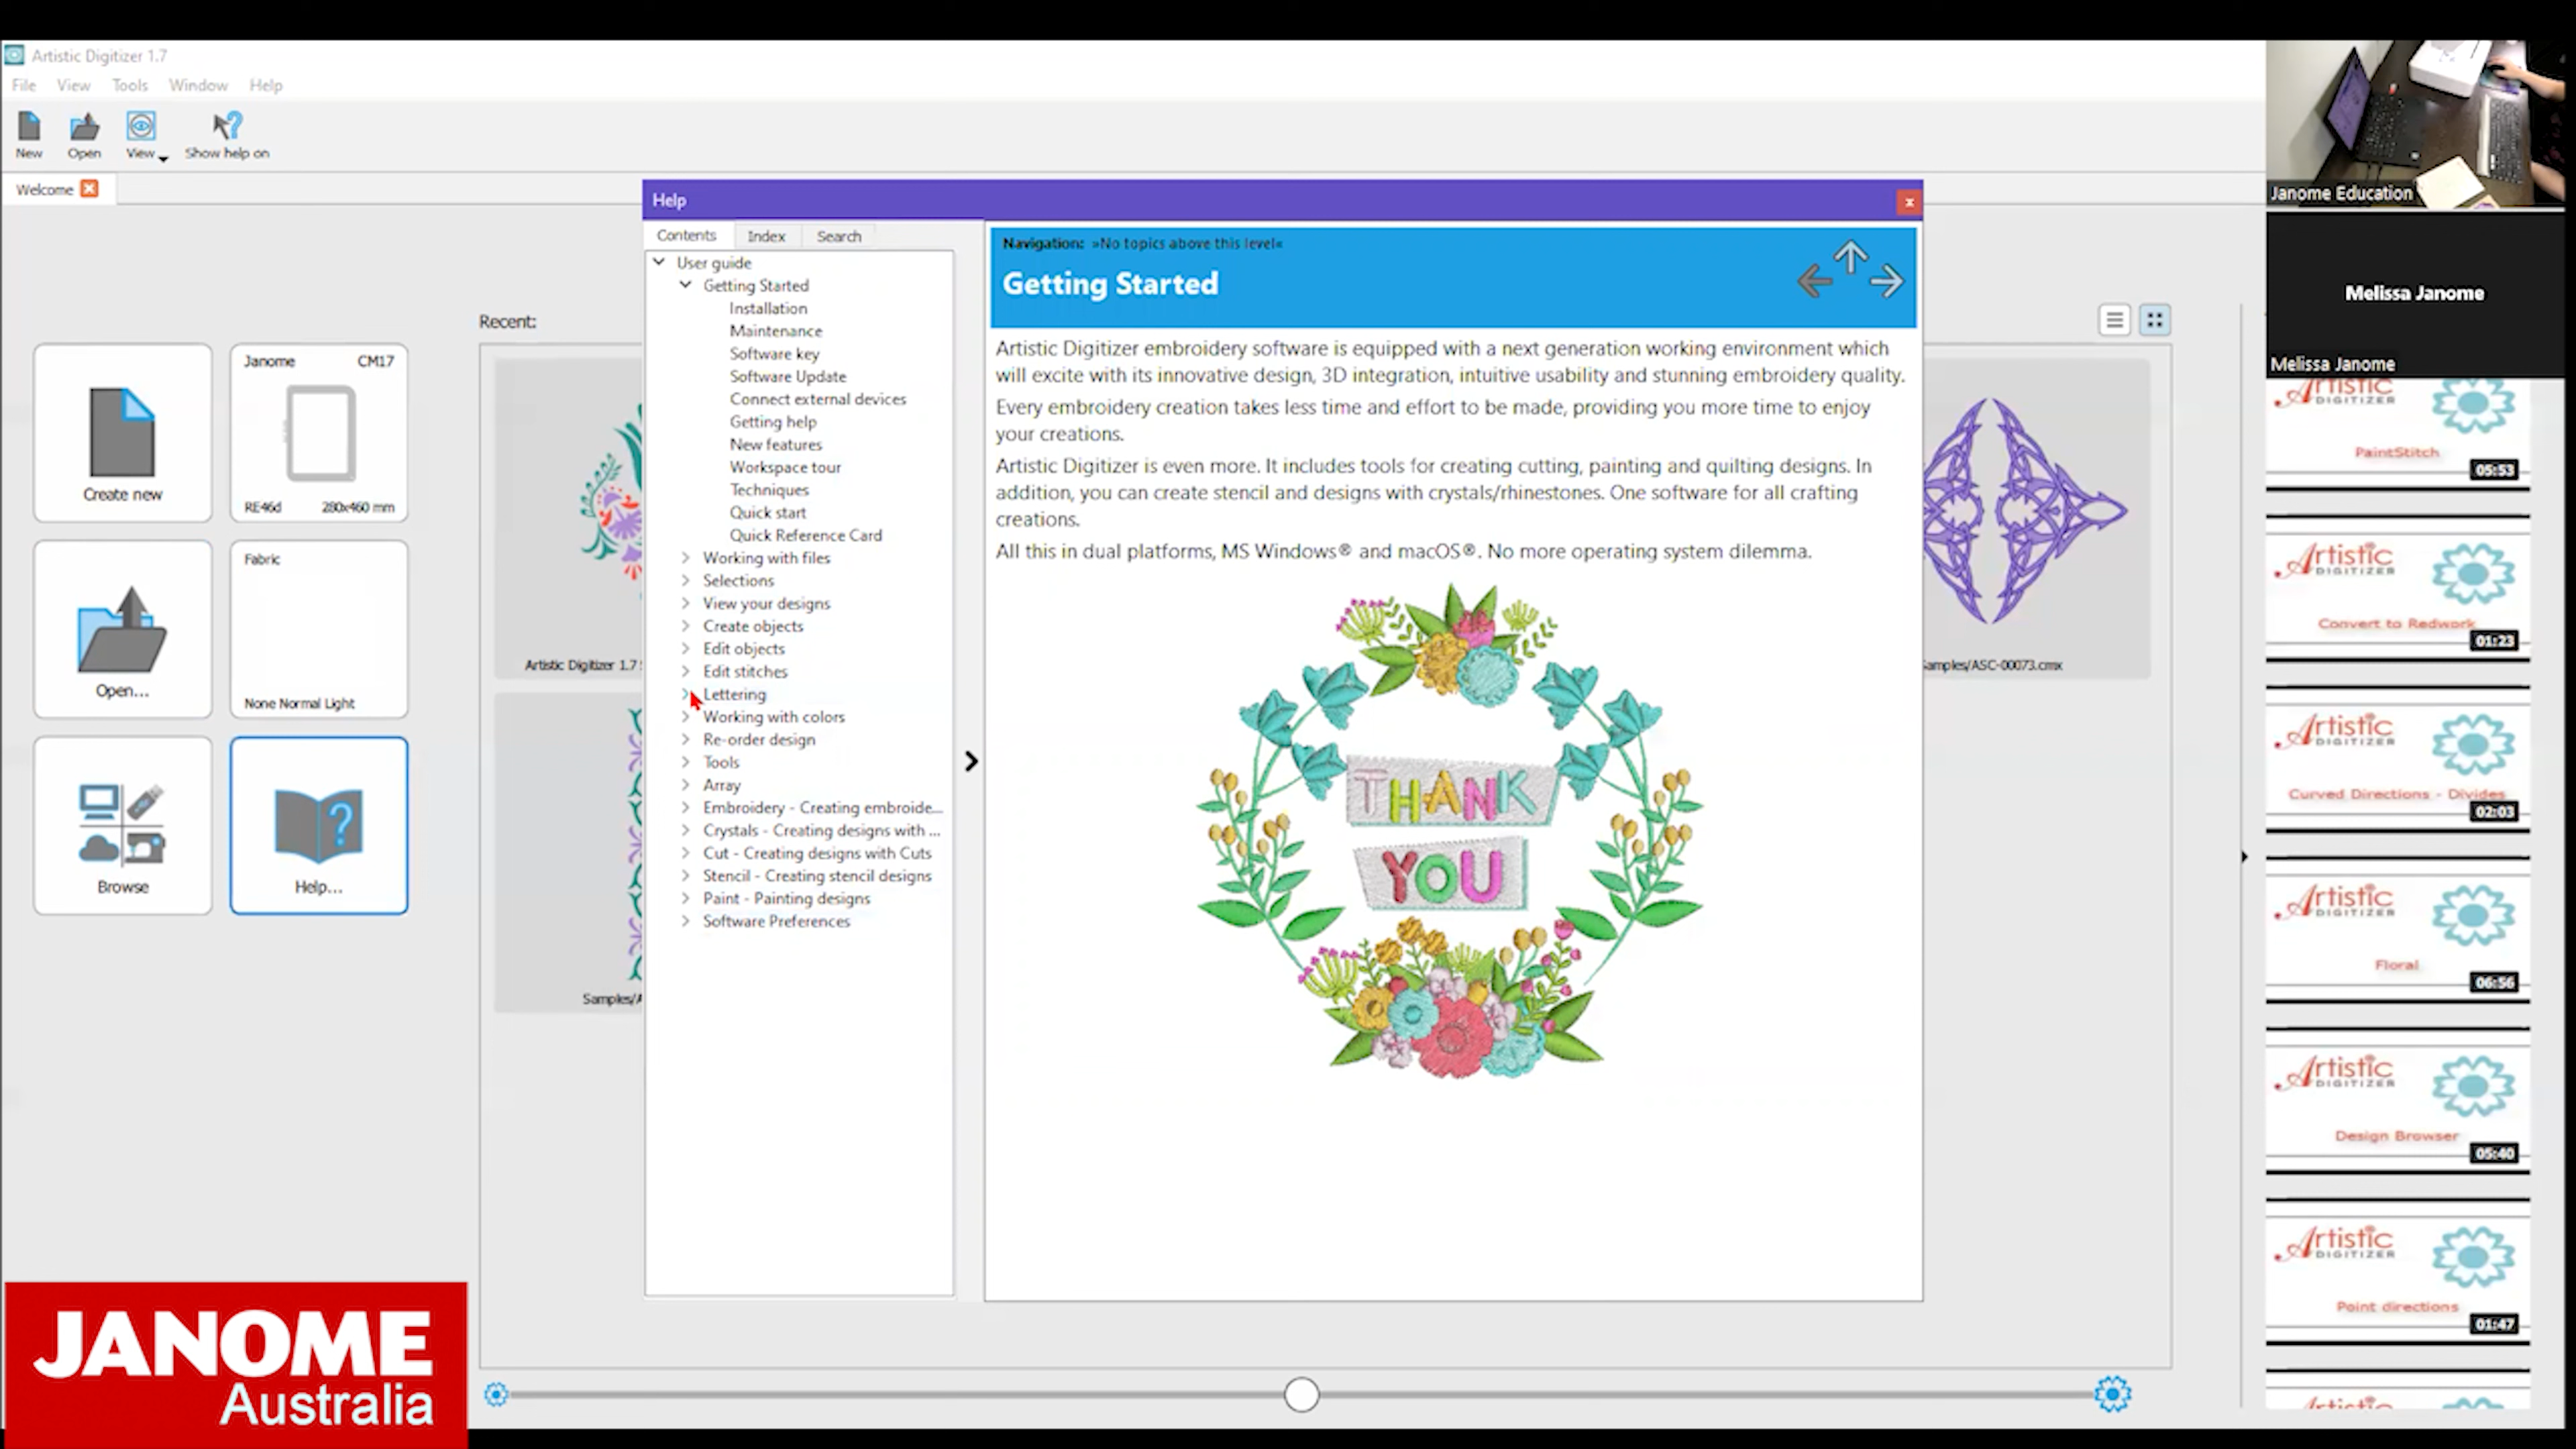 Artistic Digitizer 1.7
File View Tools Window Help
New Open View Show help on
Welcome
Recent:
Create new
Janome CM17
RE46d 280x460 mm
Open...
Fabric
None Normal Light
Browse
Help...
Artistic Digitizer 1.7
Samples/A
Samples/ASC-00073.cmx
Help
Contents Index Search
User guide
Getting Started
Installation
Maintenance
Software key
Software Update
Connect external devices
Getting help
New features
Workspace tour
Techniques
Quick start
Quick Reference Card
Working with files
Selections
View your designs
Create objects
Edit objects
Edit stitches
Lettering
Working with colors
Re-order design
Tools
Array
Embroidery - Creating embroide...
Crystals - Creating designs with ...
Cut - Creating designs with Cuts
Stencil - Creating stencil designs
Paint - Painting designs
Software Preferences
Navigation: »No topics above this level«
Getting Started
Artistic Digitizer embroidery software is equipped with a next generation working environment which
will excite with its innovative design, 3D integration, intuitive usability and stunning embroidery quality.
Every embroidery creation takes less time and effort to be made, providing you more time to enjoy
your creations.
Artistic Digitizer is even more. It includes tools for creating cutting, painting and quilting designs. In
addition, you can create stencil and designs with crystals/rhinestones. One software for all crafting
creations.
All this in dual platforms, MS Windows® and macOS®. No more operating system dilemma.
THANK
YOU
Janome Education
Melissa Janome
Melissa Janome
Artistic
DIGITIZER
PaintStitch
05:53
Artistic
DIGITIZER
Convert to Redwork
01:23
Artistic
DIGITIZER
Curved Directions - Divides
02:03
Artistic
DIGITIZER
Floral
06:56
Artistic
DIGITIZER
Design Browser
05:40
Artistic
DIGITIZER
Point directions
01:47
Artistic
JANOME
Australia